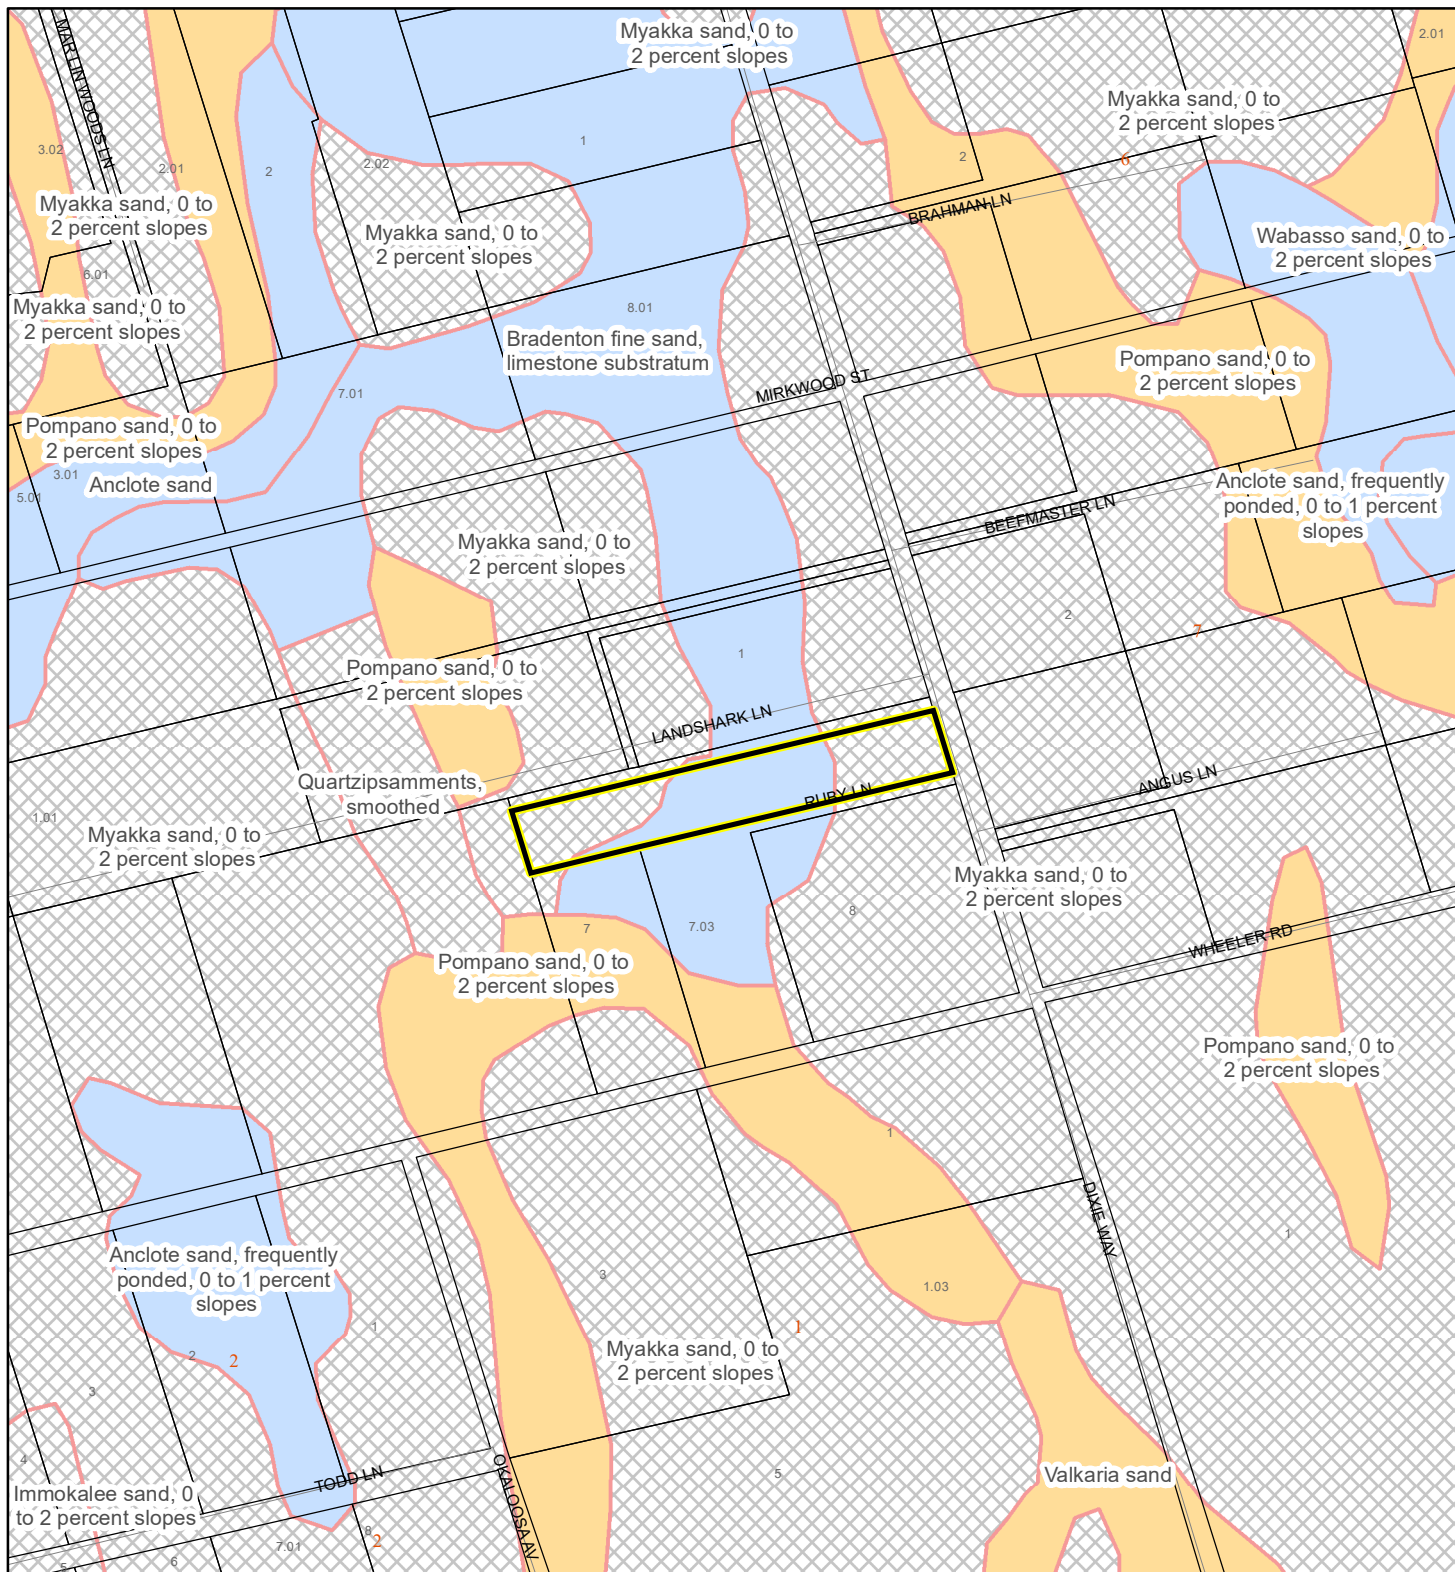 MAR LIN WOODS LN
Myakka sand, 0 to
2 percent slopes
2.01
Myakka sand, 0 to
2 percent slopes
3.02
2.01
2
2.02
1
2
6
Myakka sand, 0 to
2 percent slopes
BRAHMAN LN
Myakka sand, 0 to
2 percent slopes
Wabasso sand, 0 to
2 percent slopes
6.01
Myakka sand, 0 to
2 percent slopes
8.01
Bradenton fine sand,
limestone substratum
Pompano sand, 0 to
2 percent slopes
7.01
MIRKWOOD ST
Pompano sand, 0 to
2 percent slopes
3.01
Anclote sand
5.01
Anclote sand, frequently
ponded, 0 to 1 percent
slopes
BEEFMASTER LN
Myakka sand, 0 to
2 percent slopes
2
7
1
Pompano sand, 0 to
2 percent slopes
LANDSHARK LN
Quartzipsamments,
smoothed
RUBY LN
ANGUS LN
1.01
Myakka sand, 0 to
2 percent slopes
Myakka sand, 0 to
2 percent slopes
8
7
7.03
WHEELER RD
Pompano sand, 0 to
2 percent slopes
Pompano sand, 0 to
2 percent slopes
1
DIXIE WAY
1
Anclote sand, frequently
ponded, 0 to 1 percent
slopes
3
1.03
1
1
2
2
3
Myakka sand, 0 to
2 percent slopes
4
5
Valkaria sand
TODD LN
OKALOOSA AV
Immokalee sand, 0
to 2 percent slopes
8
2
7.01
6
5